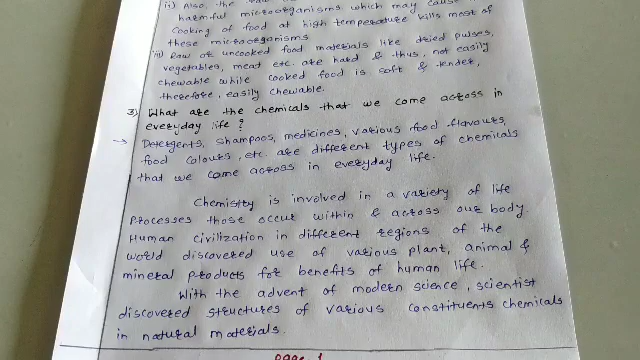 ii) Also, the raw
harmful microorganisms which may cause
Cooking of food at high temperature kills most of
these microorganisms
iii) Raw or uncooked food materials like dried pulses,
vegetables, meat etc. are hard & thus, not easily
chewable while cooked food is soft & tender,
therefore, easily chewable.
3) What are the chemicals that we come across in
everyday life?
→ Detergents, shampoos, medicines, various food flavours,
food colours, etc. are different types of chemicals
that we come across in everyday life.
Chemistry is involved in a variety of life
Processes those occur within & across our body.
Human civilization in different regions of the
world discovered use of various plant, animal &
mineral products for benefits of human life.
With the advent of modern science, scientist
discovered structures of various constituents chemicals
in natural materials.
Page 1